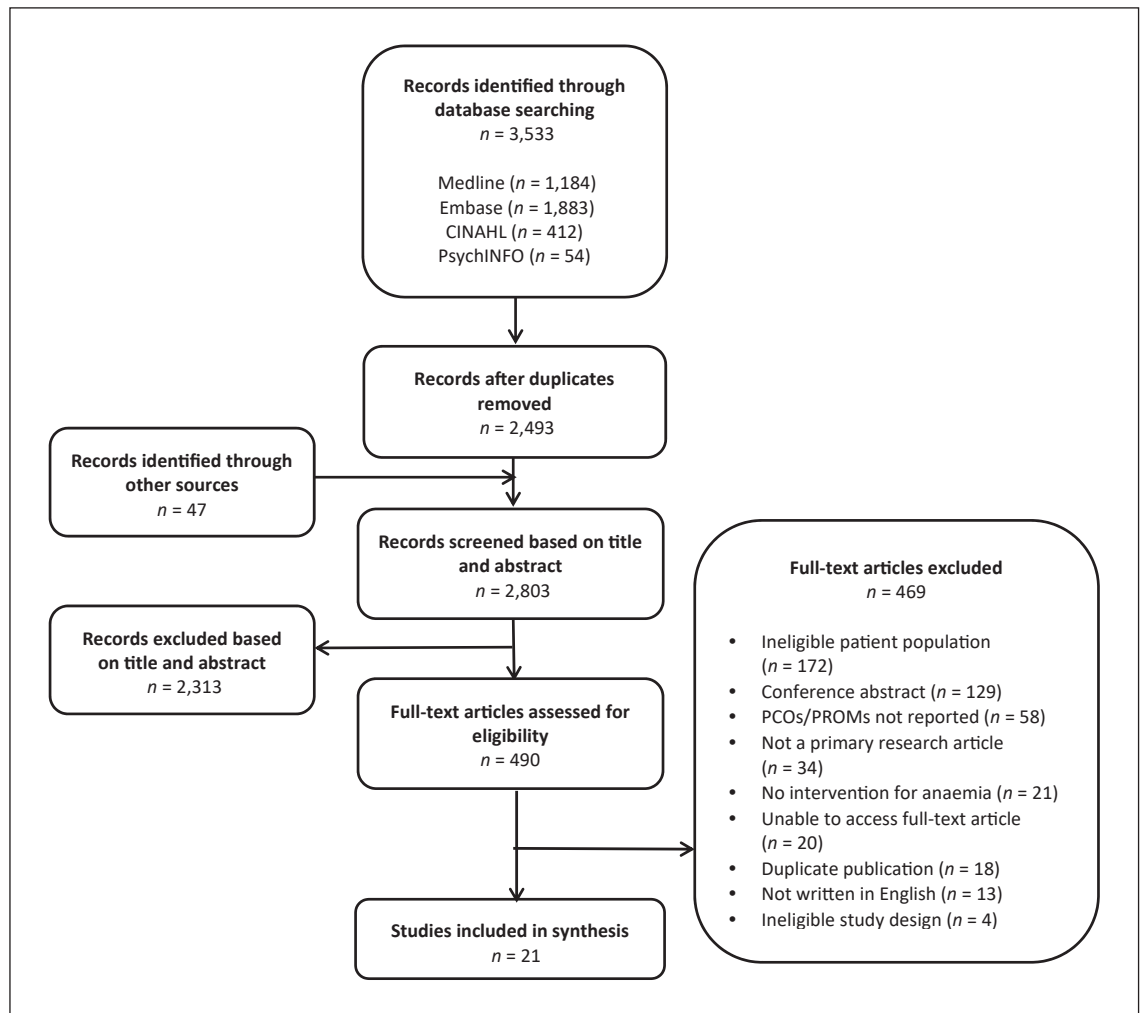 Records identified through
database searching
n = 3,533
Medline (n = 1,184)
Embase (n = 1,883)
CINAHL (n = 412)
PsychINFO (n = 54)
Records after duplicates
removed
n = 2,493
Records identified through
other sources
n = 47
Records screened based on title
and abstract
n = 2,803
Records excluded based
on title and abstract
n = 2,313
Full-text articles assessed for
eligibility
n = 490
Full-text articles excluded
n = 469
• Ineligible patient population
(n = 172)
• Conference abstract (n = 129)
• PCOs/PROMs not reported (n = 58)
• Not a primary research article
(n = 34)
• No intervention for anaemia (n = 21)
• Unable to access full-text article
(n = 20)
• Duplicate publication (n = 18)
• Not written in English (n = 13)
• Ineligible study design (n = 4)
Studies included in synthesis
n = 21